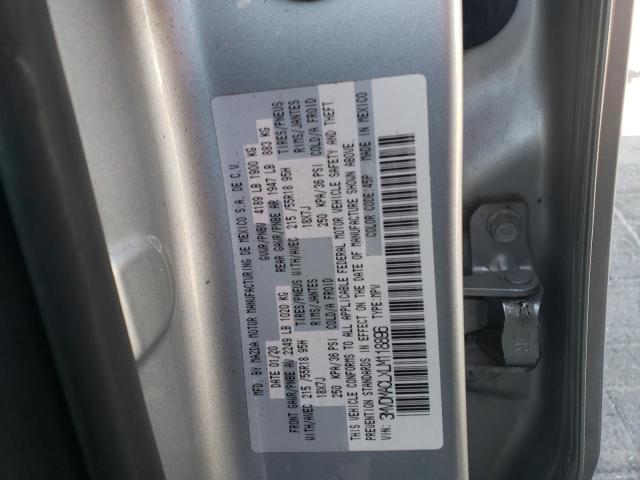 MFD. BY MAZDA MOTOR MANUFACTURING DE MEXICO S.A. DE C.V.
DATE 01/20 GVWR/PNBV 4189 LB 1900 KG
FRONT GAWR/PNBE AV 2249 LB 1020 KG REAR GAWR/PNBE AR 1947 LB 883 KG
WITH/AVEC 215 /55R18 95H TIRES/PNEUS WITH/AVEC 215 /55R18 95H TIRES/PNEUS
18X7J RIMS/JANTES 18X7J RIMS/JANTES
250 KPA/36 PSI COLD/A FROID 250 KPA/36 PSI COLD/A FROID
THIS VEHICLE CONFORMS TO ALL APPLICABLE FEDERAL MOTOR VEHICLE SAFETY AND THEFT
PREVENTION STANDARDS IN EFFECT ON THE DATE OF MANUFACTURE SHOWN ABOVE.
VIN: 3MVDMACLXLM118896 TYPE:MPV COLOR CODE:45P MADE IN MEXICO
R